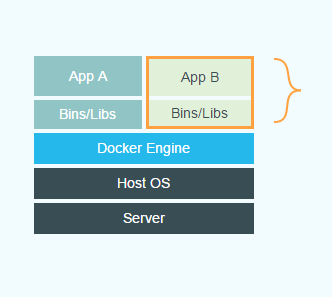 App A App B
Bins/Libs Bins/Libs
Docker Engine
Host OS
Server